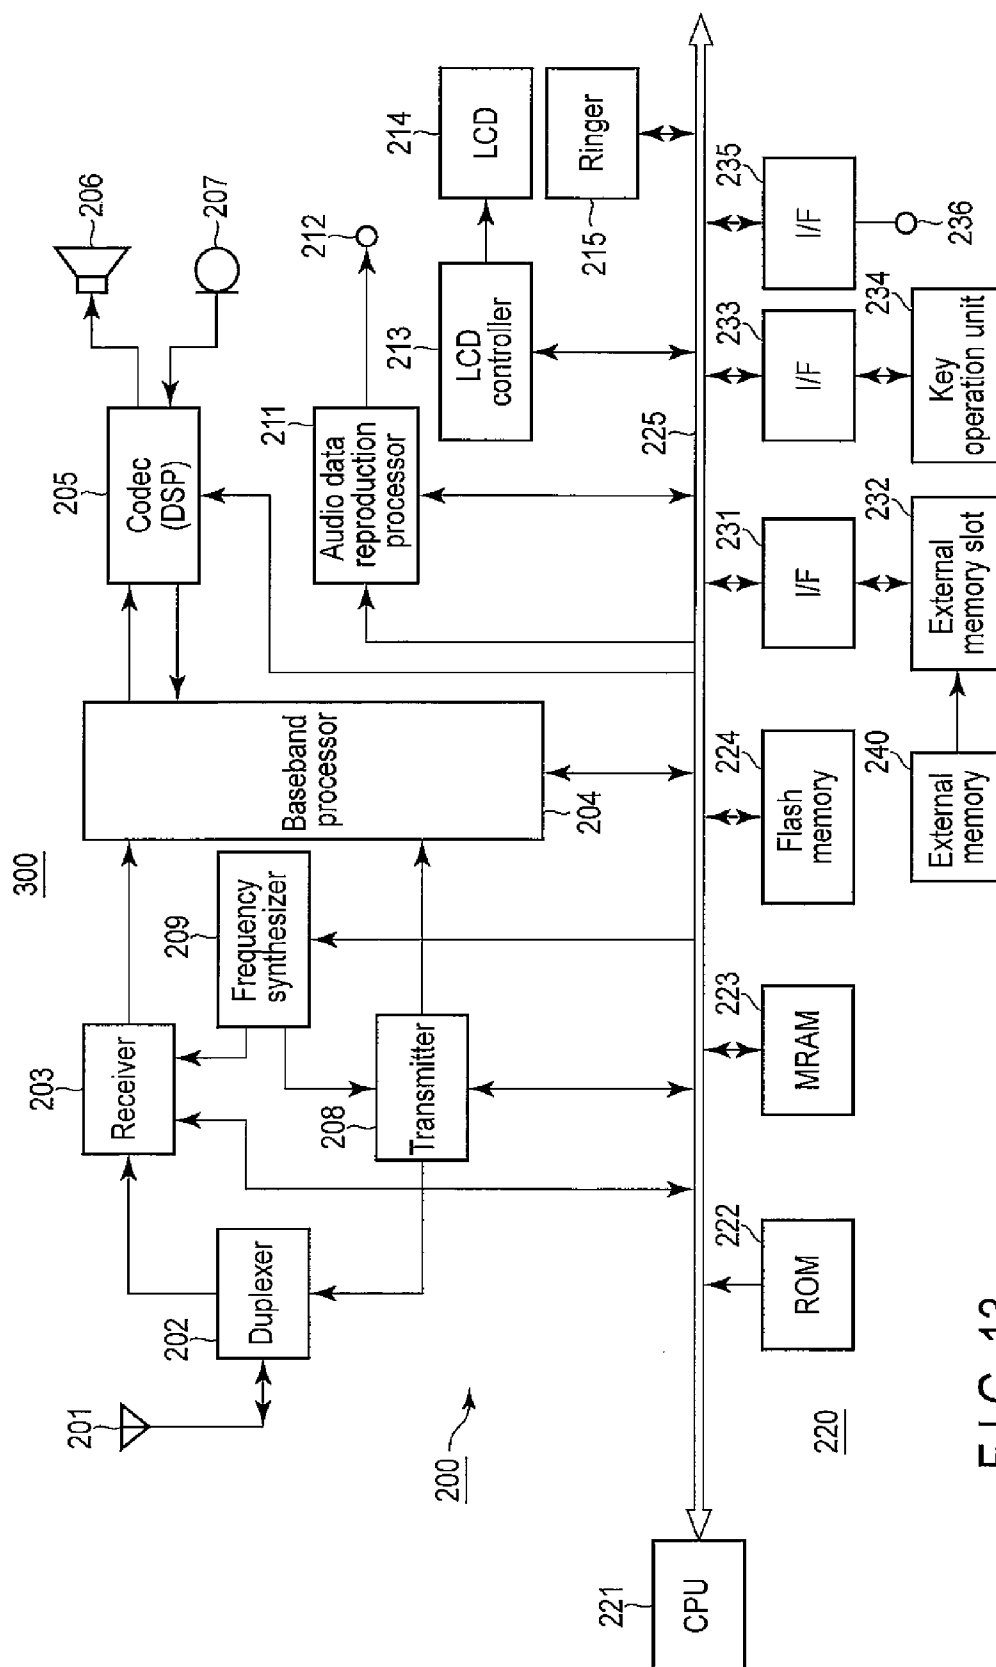 300
200
220
201
202
Duplexer
203
Receiver
209
Frequency
synthesizer
208
Transmitter
Baseband
processor
204
205
Codec
(DSP)
206
207
211
Audio data
reproduction
processor
212
213
LCD
controller
214
LCD
215
Ringer
225
221
CPU
222
ROM
223
MRAM
224
Flash
memory
231
I/F
233
I/F
235
I/F
236
240
External
memory
232
External
memory slot
234
Key
operation unit